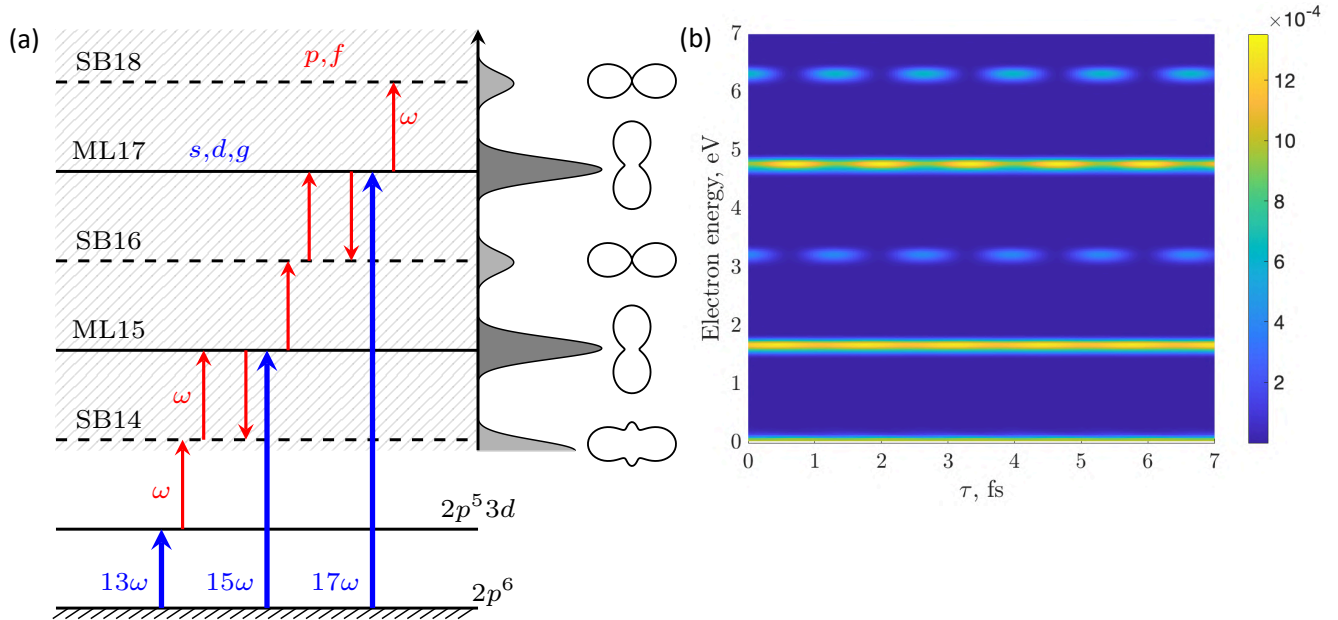 (a)
SB18
p, f
ω
ML17
s,d,g
SB16
ML15
ω
SB14
ω
2p⁵3d
13ω
15ω
17ω
2p⁶
(b)
×10⁻⁴
7
6
5
4
3
2
1
0
Electron energy, eV
0
1
2
3
4
5
6
7
τ, fs
12
10
8
6
4
2